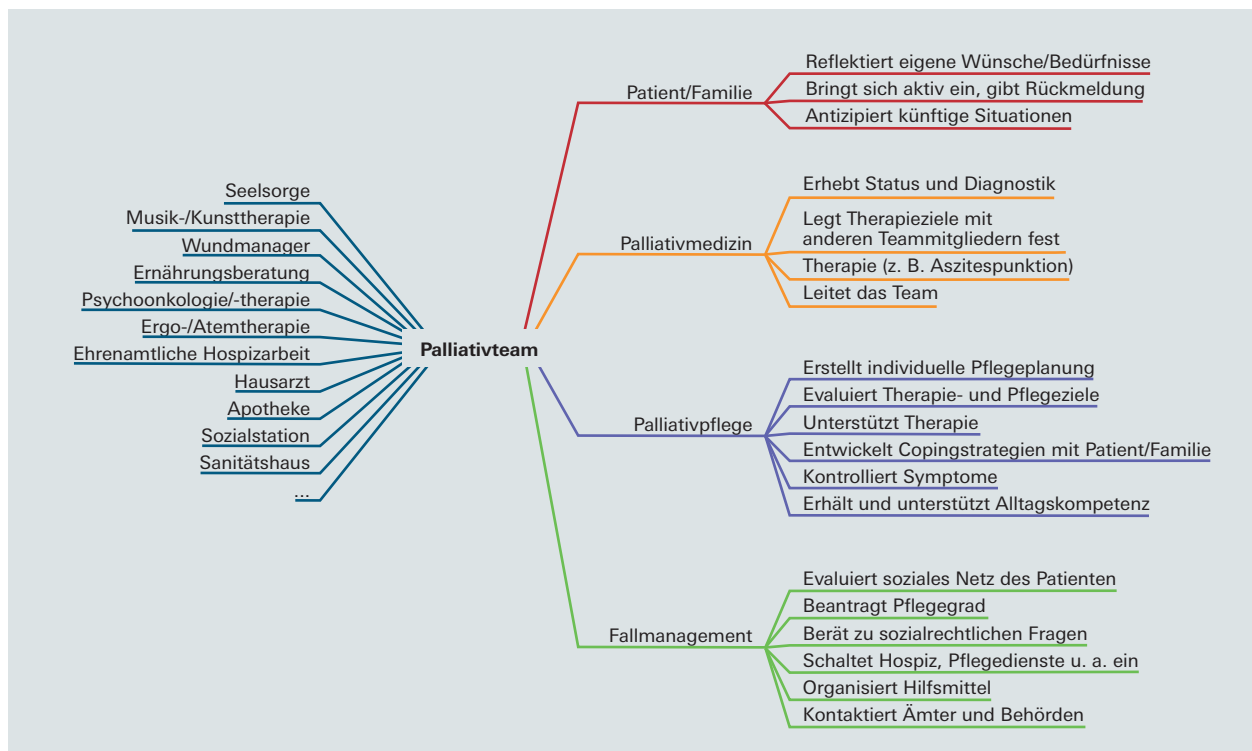 Seelsorge
Musik-/Kunsttherapie
Wundmanager
Ernährungsberatung
Psychoonkologie/-therapie
Ergo-/Atemtherapie
Ehrenamtliche Hospizarbeit
Hausarzt
Apotheke
Sozialstation
Sanitätshaus
...
Palliativteam
Patient/Familie
Reflektiert eigene Wünsche/Bedürfnisse
Bringt sich aktiv ein, gibt Rückmeldung
Antizipiert künftige Situationen
Palliativmedizin
Erhebt Status und Diagnostik
Legt Therapieziele mit
anderen Teammitgliedern fest
Therapie (z. B. Aszitespunktion)
Leitet das Team
Palliativpflege
Erstellt individuelle Pflegeplanung
Evaluiert Therapie- und Pflegeziele
Unterstützt Therapie
Entwickelt Copingstrategien mit Patient/Familie
Kontrolliert Symptome
Erhält und unterstützt Alltagskompetenz
Fallmanagement
Evaluiert soziales Netz des Patienten
Beantragt Pflegegrad
Berät zu sozialrechtlichen Fragen
Schaltet Hospiz, Pflegedienste u. a. ein
Organisiert Hilfsmittel
Kontaktiert Ämter und Behörden